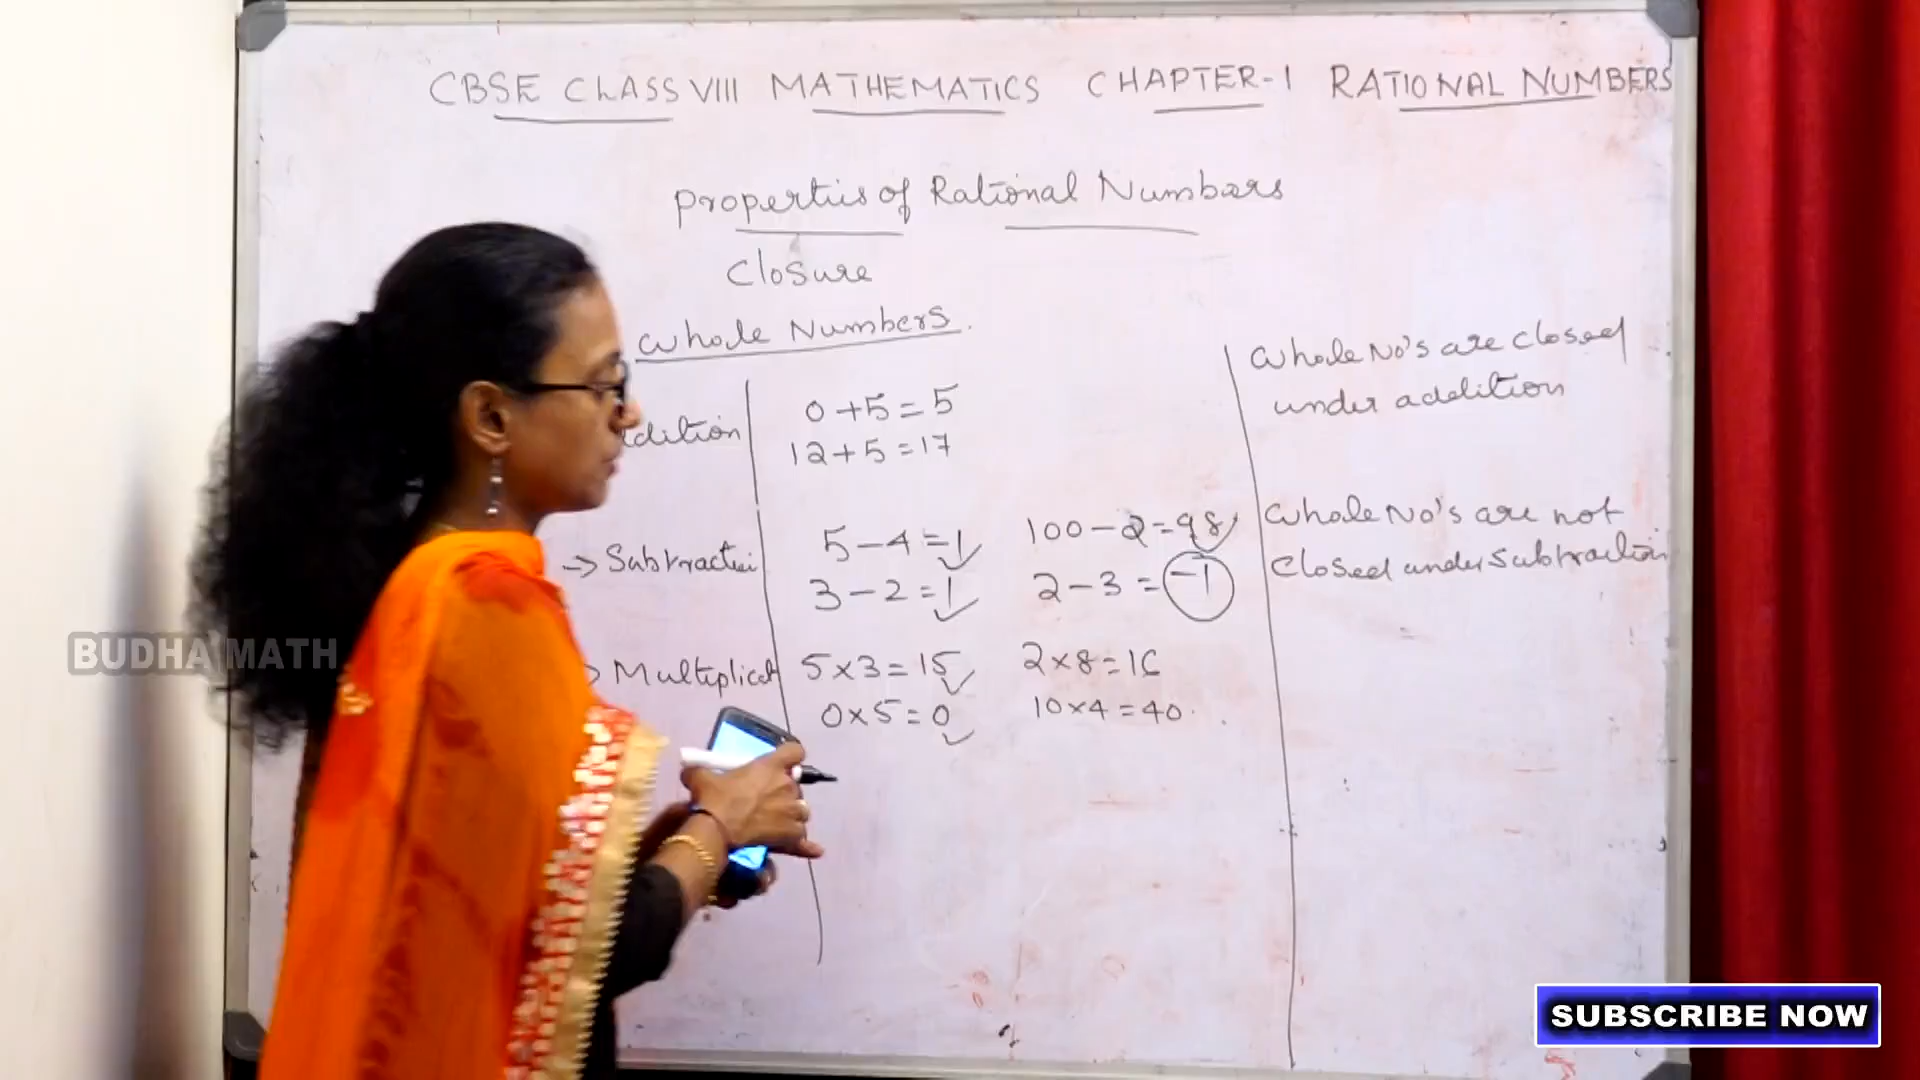 CBSE CLASS VIII MATHEMATICS CHAPTER-1 RATIONAL NUMBERS
Properties of Rational Numbers
Closure
Whole Numbers.
ddition
0+5=5
12+5=17
Whole No's are closed
under addition
→ Subtraction
5-4=1✓
3-2=1✓
100-2=98✓
2-3=-1
Whole No's are not
closed under subtraction
Multiplicat
5×3=15✓
0×5=0✓
2×8=16
10×4=40
BUDHA MATH
SUBSCRIBE NOW